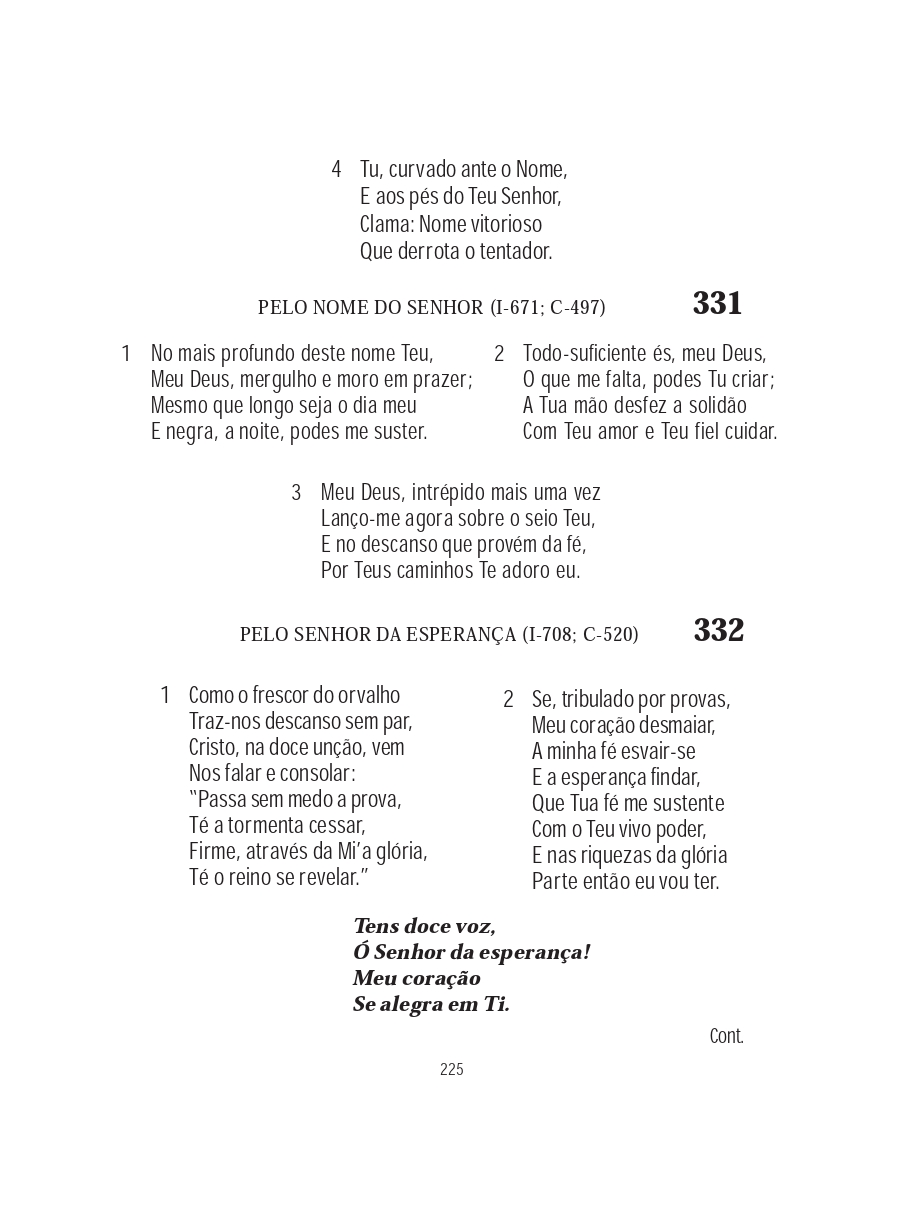 4 Tu, curvado ante o Nome,
E aos pés do Teu Senhor,
Clama: Nome vitorioso
Que derrota o tentador.
PELO NOME DO SENHOR (I-671; C-497) 331
1 No mais profundo deste nome Teu,
Meu Deus, mergulho e moro em prazer;
Mesmo que longo seja o dia meu
E negra, a noite, podes me suster.
2 Todo-suficiente és, meu Deus,
O que me falta, podes Tu criar;
A Tua mão desfez a solidão
Com Teu amor e Teu fiel cuidar.
3 Meu Deus, intrépido mais uma vez
Lanço-me agora sobre o seio Teu,
E no descanso que provém da fé,
Por Teus caminhos Te adoro eu.
PELO SENHOR DA ESPERANÇA (I-708; C-520) 332
1 Como o frescor do orvalho
Traz-nos descanso sem par,
Cristo, na doce unção, vem
Nos falar e consolar:
“Passa sem medo a prova,
Té a tormenta cessar,
Firme, através da Mi’a glória,
Té o reino se revelar.”
2 Se, tribulado por provas,
Meu coração desmaiar,
A minha fé esvair-se
E a esperança findar,
Que Tua fé me sustente
Com o Teu vivo poder,
E nas riquezas da glória
Parte então eu vou ter.
Tens doce voz,
Ó Senhor da esperança!
Meu coração
Se alegra em Ti.
Cont.
225